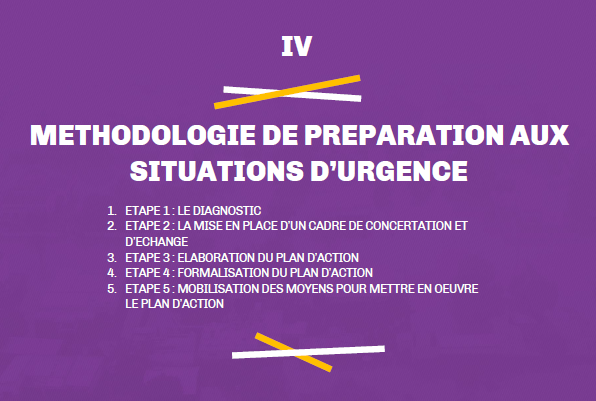 IV
METHODOLOGIE DE PREPARATION AUX
SITUATIONS D'URGENCE
1. ETAPE 1 : LE DIAGNOSTIC
2. ETAPE 2 : LA MISE EN PLACE D'UN CADRE DE CONCERTATION ET
D'ECHANGE
3. ETAPE 3 : ELABORATION DU PLAN D'ACTION
4. ETAPE 4 : FORMALISATION DU PLAN D'ACTION
5. ETAPE 5 : MOBILISATION DES MOYENS POUR METTRE EN OEUVRE
LE PLAN D'ACTION